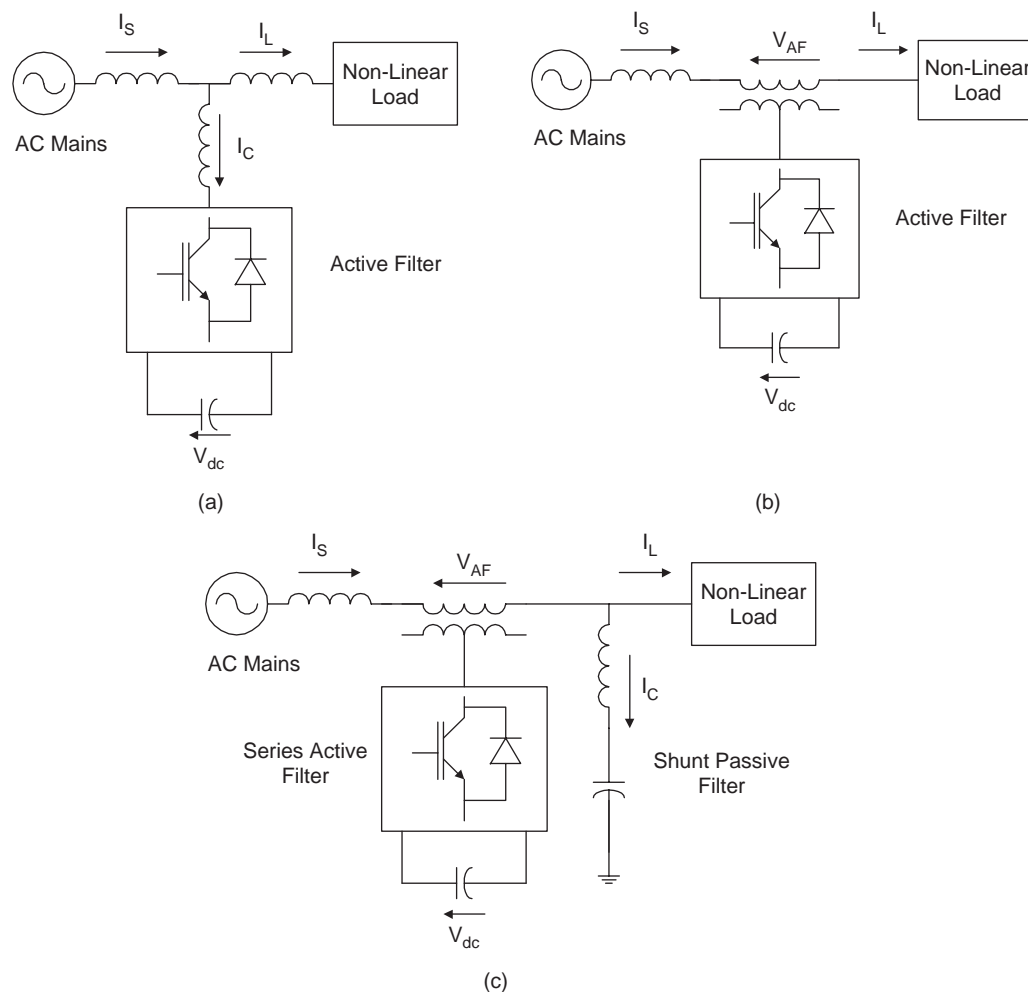 I_S
I_L
Non-Linear
Load
AC Mains
I_C
Active Filter
V_dc
(a)
I_S
V_AF
I_L
Non-Linear
Load
AC Mains
Active Filter
V_dc
(b)
I_S
V_AF
I_L
Non-Linear
Load
AC Mains
I_C
Series Active
Filter
Shunt Passive
Filter
V_dc
(c)